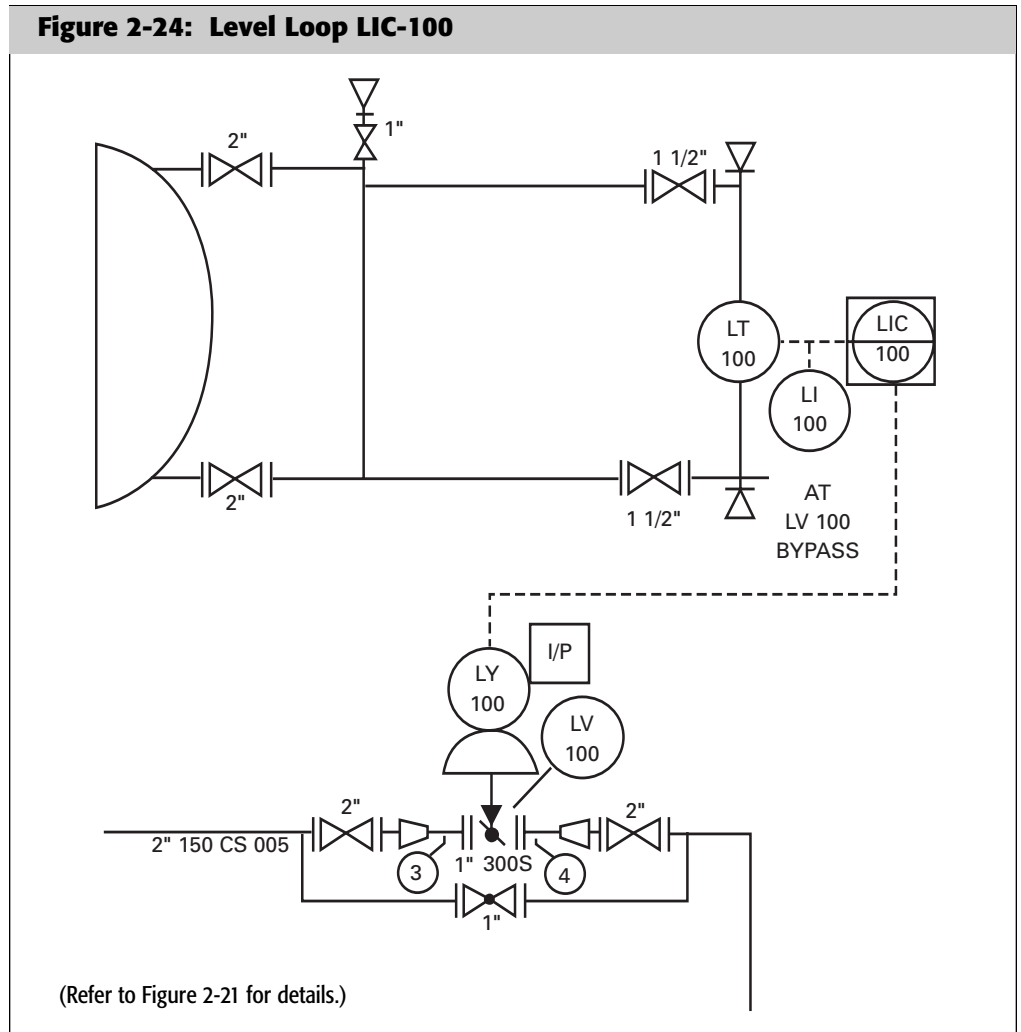 Figure 2-24: Level Loop LIC-100
1"
2"
1 1/2"
LT
100
LIC
100
LI
100
2"
1 1/2"
AT
LV 100
BYPASS
I/P
LY
100
LV
100
2"
2"
2" 150 CS 005
3
1" 300S
4
1"
(Refer to Figure 2-21 for details.)